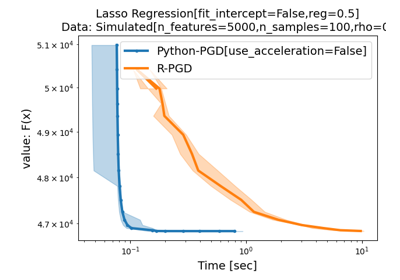 Lasso Regression[fit_intercept=False,reg=0.5]
Data: Simulated[n_features=5000,n_samples=100,rho=0
Python-PGD[use_acceleration=False]
R-PGD
value: F(x)
5.1 × 10⁴
5 × 10⁴
4.9 × 10⁴
4.8 × 10⁴
4.7 × 10⁴
10⁻¹ 10⁰ 10¹
Time [sec]